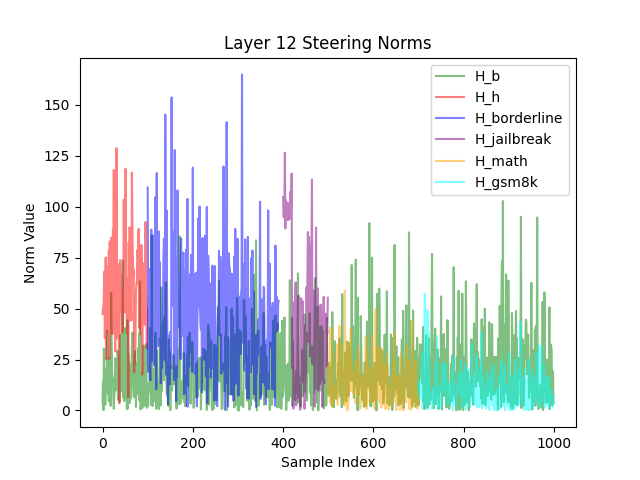 Layer 12 Steering Norms
H_b
H_h
H_borderline
H_jailbreak
H_math
H_gsm8k
Norm Value
150
125
100
75
50
25
0
0 200 400 600 800 1000
Sample Index